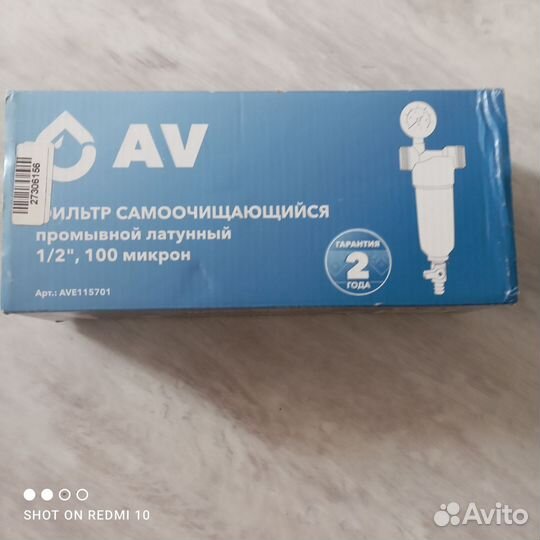 AV
27306156
ФИЛЬТР САМООЧИЩАЮЩИЙСЯ
промывной латунный
1/2", 100 микрон
ГАРАНТИЯ
2
ГОДА
Арт.: AVE115701
SHOT ON REDMI 10
Avito